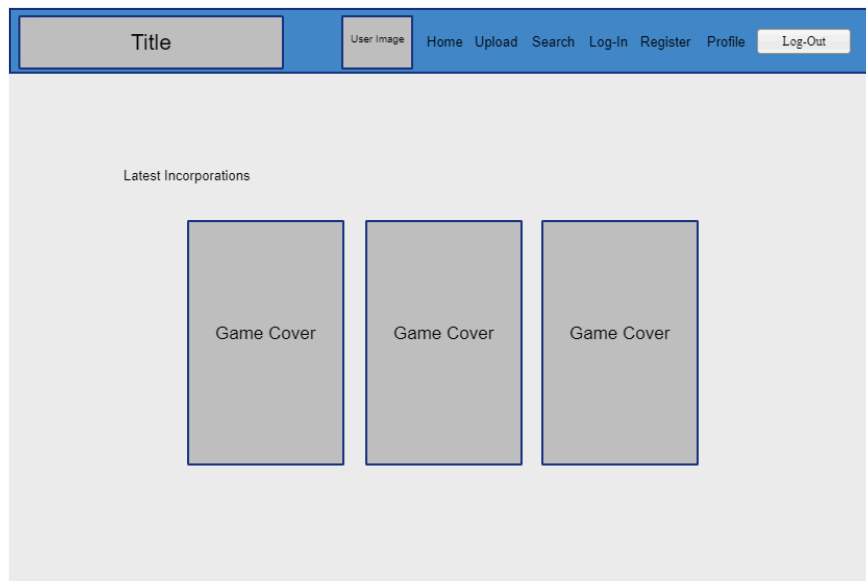 Title
User Image
Home Upload Search Log-In Register Profile Log-Out
Latest Incorporations
Game Cover
Game Cover
Game Cover